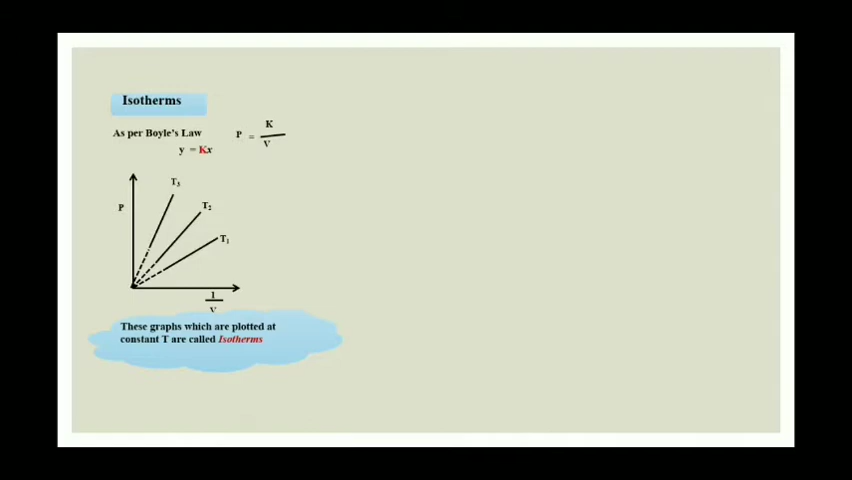 Isotherms
As per Boyle's Law P = K / V
y = Kx
T3
T2
P
T1
1
V
These graphs which are plotted at
constant T are called Isotherms